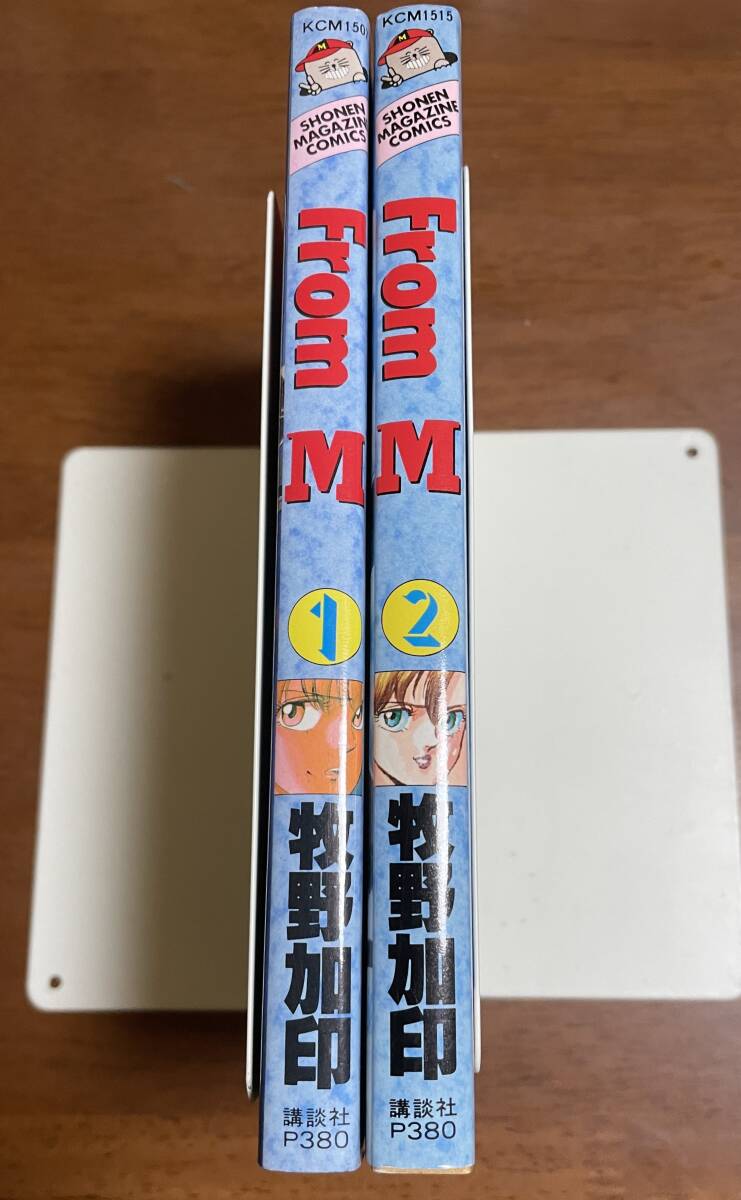 KCM1507
M
SHONEN
MAGAZINE
COMICS
From M
1
牧野加印
講談社
P380
KCM1515
M
SHONEN
MAGAZINE
COMICS
From M
2
牧野加印
講談社
P380